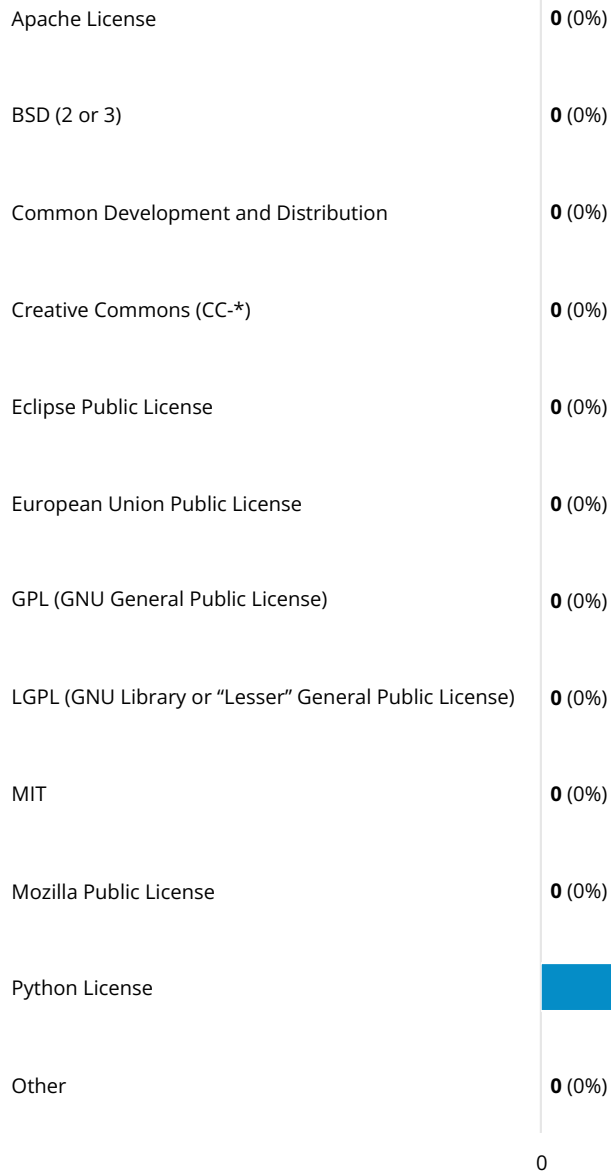 Apache License 0 (0%)
BSD (2 or 3) 0 (0%)
Common Development and Distribution 0 (0%)
Creative Commons (CC-*) 0 (0%)
Eclipse Public License 0 (0%)
European Union Public License 0 (0%)
GPL (GNU General Public License) 0 (0%)
LGPL (GNU Library or “Lesser” General Public License) 0 (0%)
MIT 0 (0%)
Mozilla Public License 0 (0%)
Python License
Other 0 (0%)
0